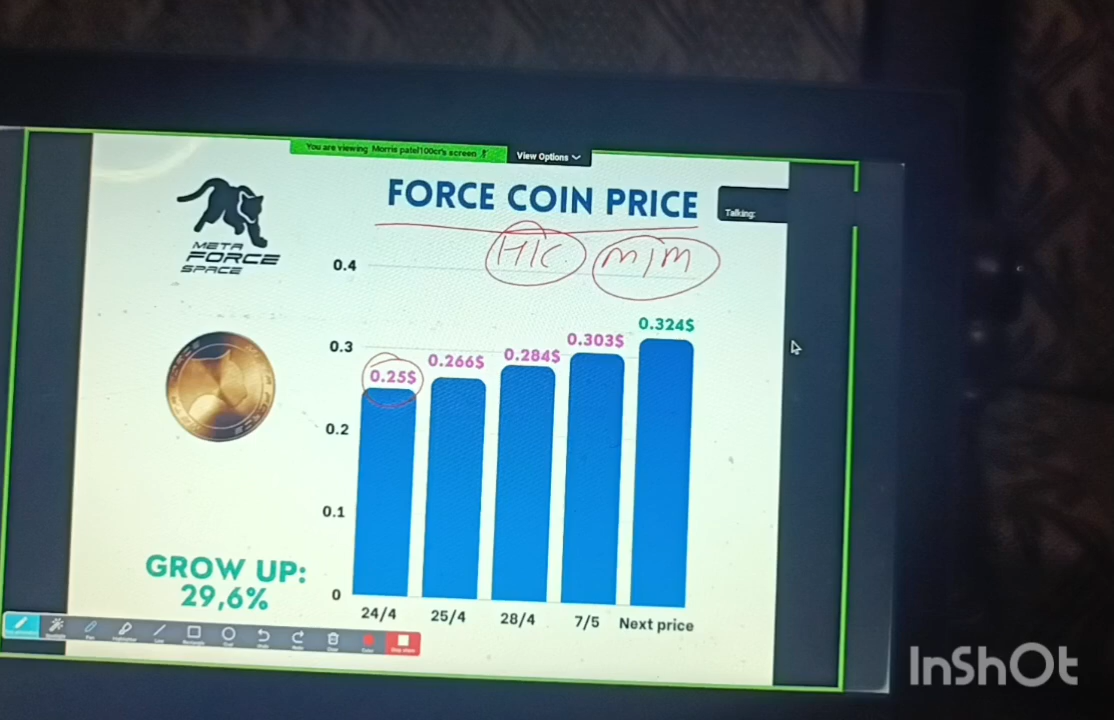 You are viewing Morris patel100cr's screen
View Options
FORCE COIN PRICE
Talking:
META
FORCE
SPACE
H/C
M/M
0.4
0.3
0.2
0.1
0
0.25$
0.266$
0.284$
0.303$
0.324$
24/4
25/4
28/4
7/5
Next price
GROW UP:
29,6%
InShOt